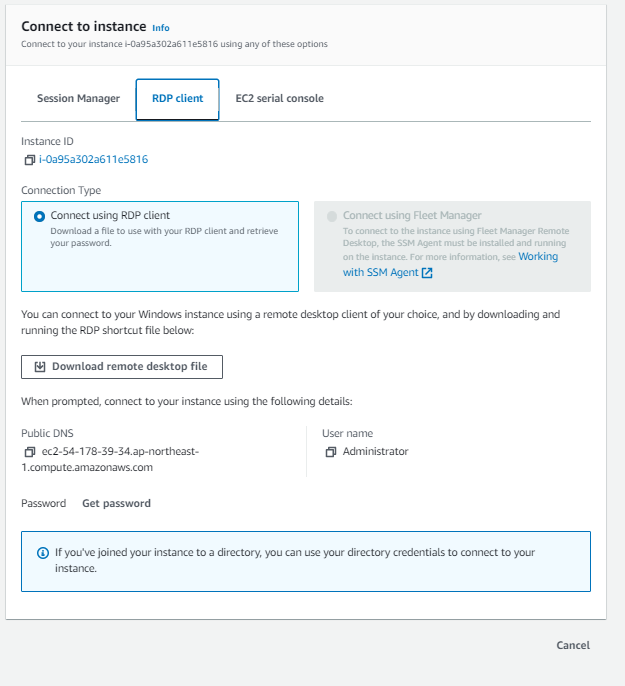 Connect to instance Info
Connect to your instance i-0a95a302a611e5816 using any of these options
Session Manager
RDP client
EC2 serial console
Instance ID
i-0a95a302a611e5816
Connection Type
Connect using RDP client
Download a file to use with your RDP client and retrieve
your password.
Connect using Fleet Manager
To connect to the instance using Fleet Manager Remote
Desktop, the SSM Agent must be installed and running
on the instance. For more information, see Working
with SSM Agent
You can connect to your Windows instance using a remote desktop client of your choice, and by downloading and
running the RDP shortcut file below:
Download remote desktop file
When prompted, connect to your instance using the following details:
Public DNS
ec2-54-178-39-34.ap-northeast-
1.compute.amazonaws.com
User name
Administrator
Password Get password
If you've joined your instance to a directory, you can use your directory credentials to connect to your
instance.
Cancel